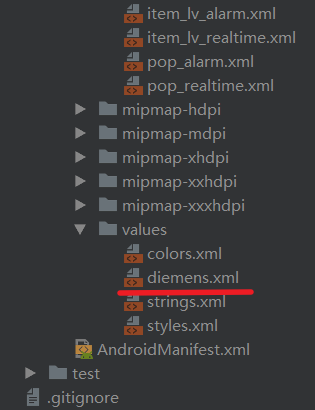 item_lv_alarm.xml
item_lv_realtime.xml
pop_alarm.xml
pop_realtime.xml
mipmap-hdpi
mipmap-mdpi
mipmap-xhdpi
mipmap-xxhdpi
mipmap-xxxhdpi
values
colors.xml
diemens.xml
strings.xml
styles.xml
AndroidManifest.xml
test
.gitignore